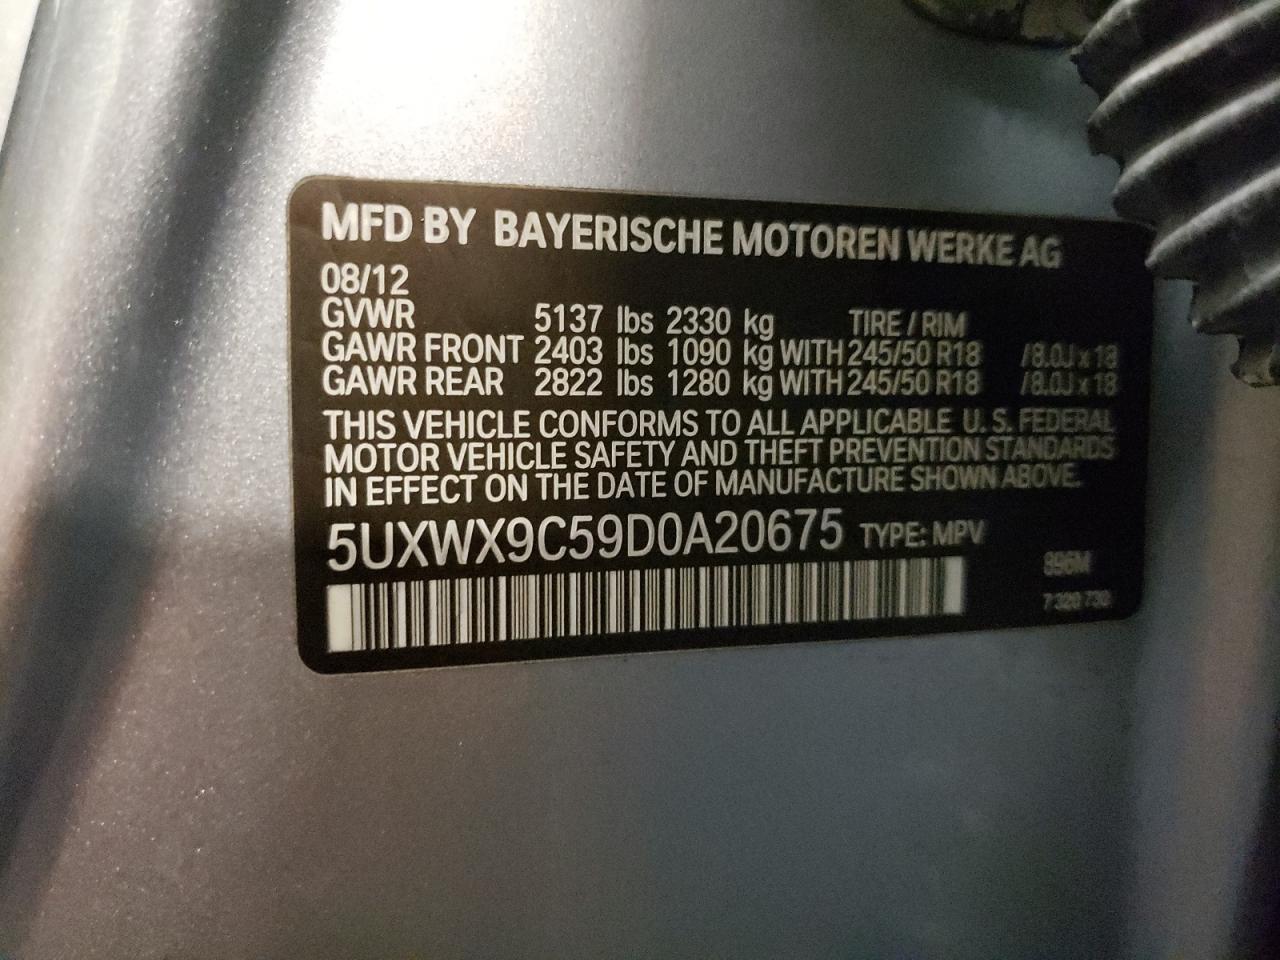 MFD BY BAYERISCHE MOTOREN WERKE AG
08/12
GVWR 5137 lbs 2330 kg TIRE / RIM
GAWR FRONT 2403 lbs 1090 kg WITH 245/50 R18 /8.0J x 18
GAWR REAR 2822 lbs 1280 kg WITH 245/50 R18 /8.0J x 18
THIS VEHICLE CONFORMS TO ALL APPLICABLE U.S. FEDERAL
MOTOR VEHICLE SAFETY AND THEFT PREVENTION STANDARDS
IN EFFECT ON THE DATE OF MANUFACTURE SHOWN ABOVE.
5UXWX9C59D0A20675 TYPE: MPV